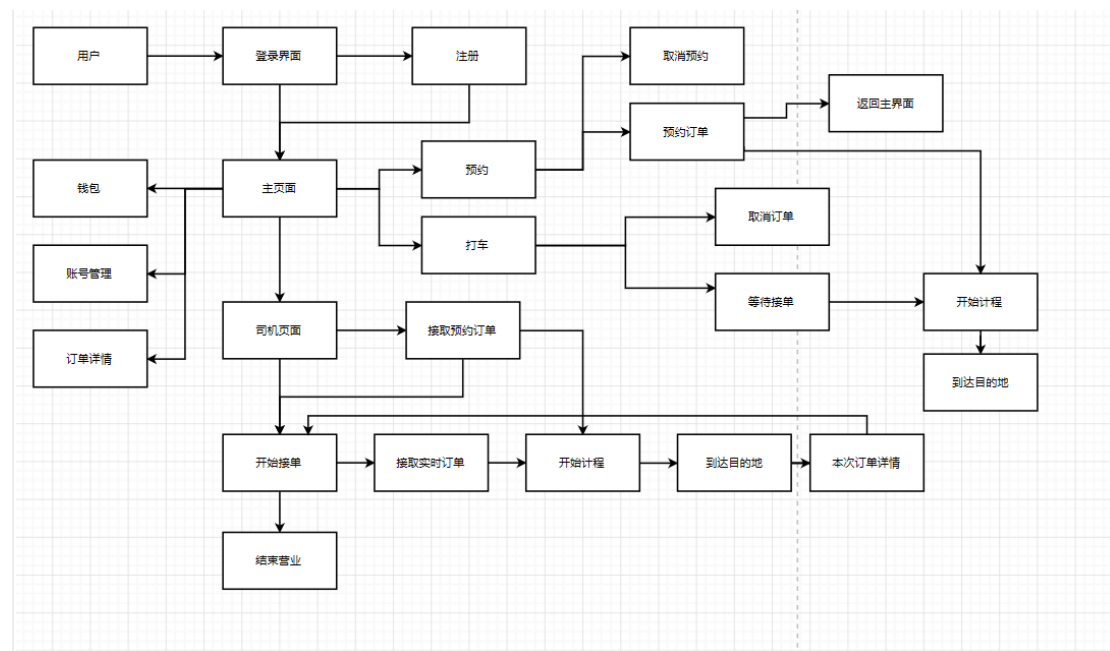 用户
登录界面
注册
取消预约
返回主界面
预约订单
预约
钱包
主页面
取消订单
打车
账号管理
等待接单
开始计程
司机页面
接取预约订单
订单详情
到达目的地
开始接单
接取实时订单
开始计程
到达目的地
本次订单详情
结束营业